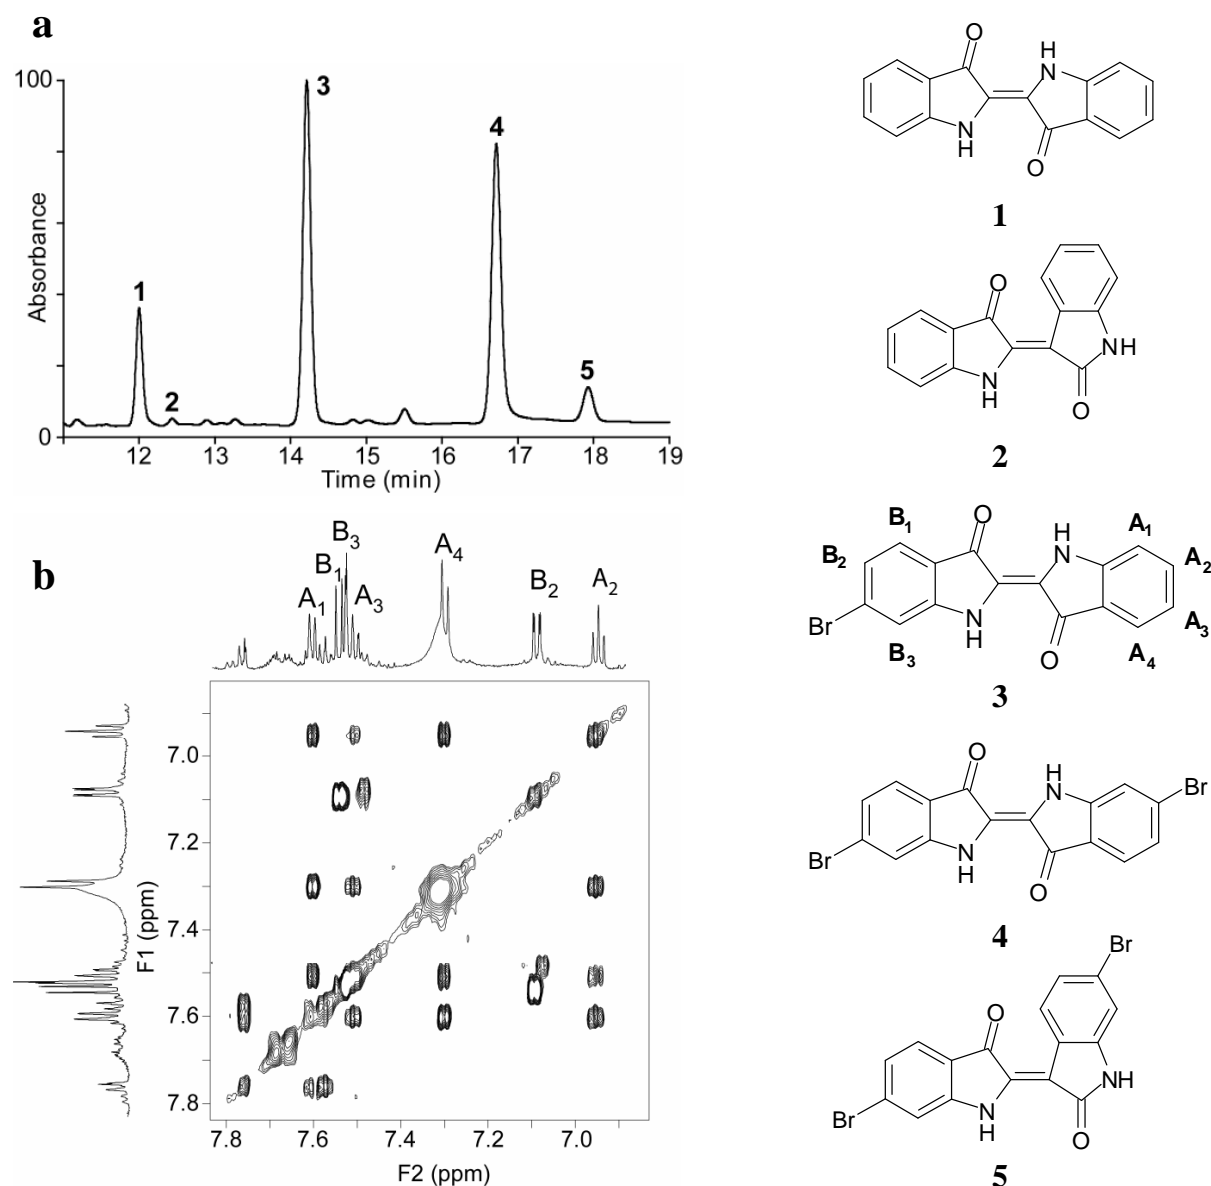 a
100
Absorbance
0
1
2
3
4
5
12 13 14 15 16 17 18 19
Time (min)
b
A1
B1
B3
A3
A4
B2
A2
F1 (ppm)
7.0
7.2
7.4
7.6
7.8
7.8 7.6 7.4 7.2 7.0
F2 (ppm)
O
H
N
N
H
O
1
O
N
H
NH
O
2
B1
B2
Br
B3
O
N
H
H
N
O
A1
A2
A3
A4
3
O
H
N
Br
Br
N
H
O
4
Br
O
Br
N
H
NH
O
5